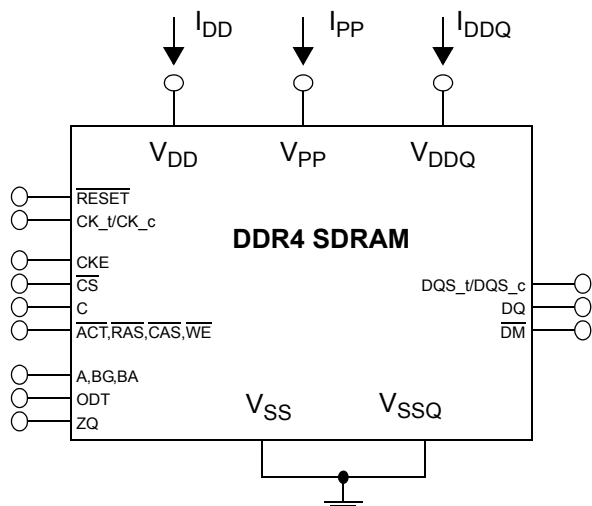 IDD IPP IDDQ
VDD VPP VDDQ
RESET
CK_t/CK_c
DDR4 SDRAM
CKE
CS
C
ACT,RAS,CAS,WE
DQS_t/DQS_c
DQ
DM
A,BG,BA
ODT
ZQ
VSS VSSQ